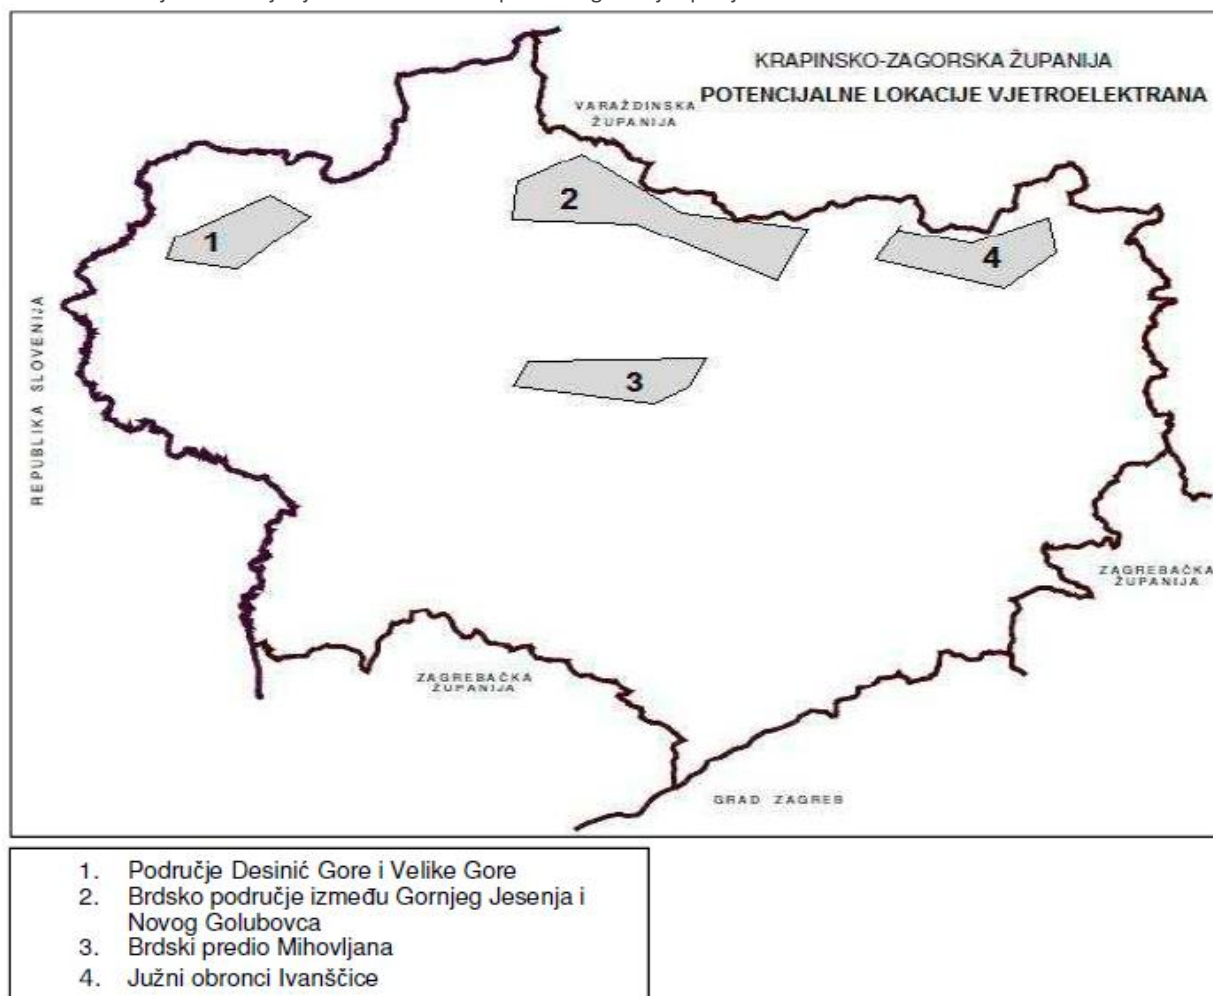 KRAPINSKO-ZAGORSKA ŽUPANIJA
POTENCIJALNE LOKACIJE VJETROELEKTRANA
VARAŽDINSKA
ŽUPANIJA
1
2
4
3
REPUBLIKA SLOVENIJA
ZAGREBAČKA
ŽUPANIJA
ZAGREBAČKA
ŽUPANIJA
GRAD ZAGREB
1. Područje Desinić Gore i Velike Gore
2. Brdsko područje između Gornjeg Jesenja i
Novog Golubovca
3. Brdski predio Mihovljana
4. Južni obronci Ivanščice